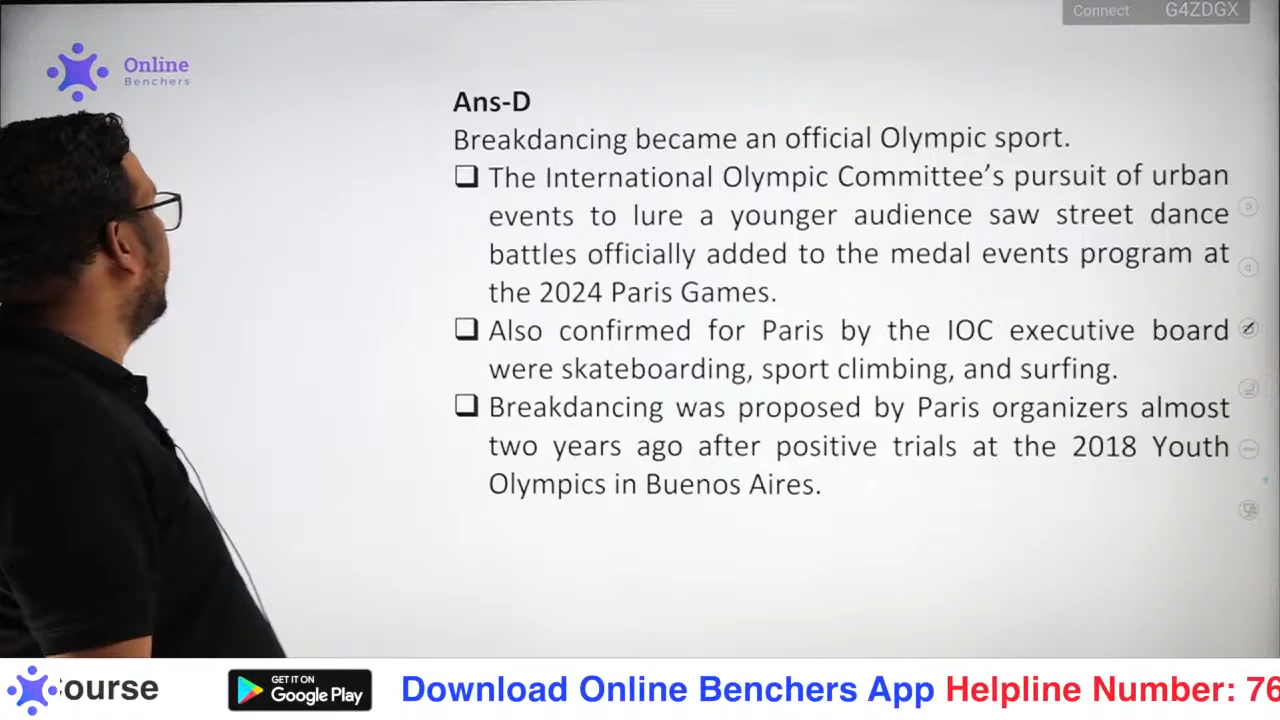 Connect G4ZDGX
Online
Benchers
Ans-D
Breakdancing became an official Olympic sport.
❑ The International Olympic Committee’s pursuit of urban
events to lure a younger audience saw street dance
battles officially added to the medal events program at
the 2024 Paris Games.
❑ Also confirmed for Paris by the IOC executive board
were skateboarding, sport climbing, and surfing.
❑ Breakdancing was proposed by Paris organizers almost
two years ago after positive trials at the 2018 Youth
Olympics in Buenos Aires.
ourse
GET IT ON
Google Play
Download Online Benchers App Helpline Number: 76